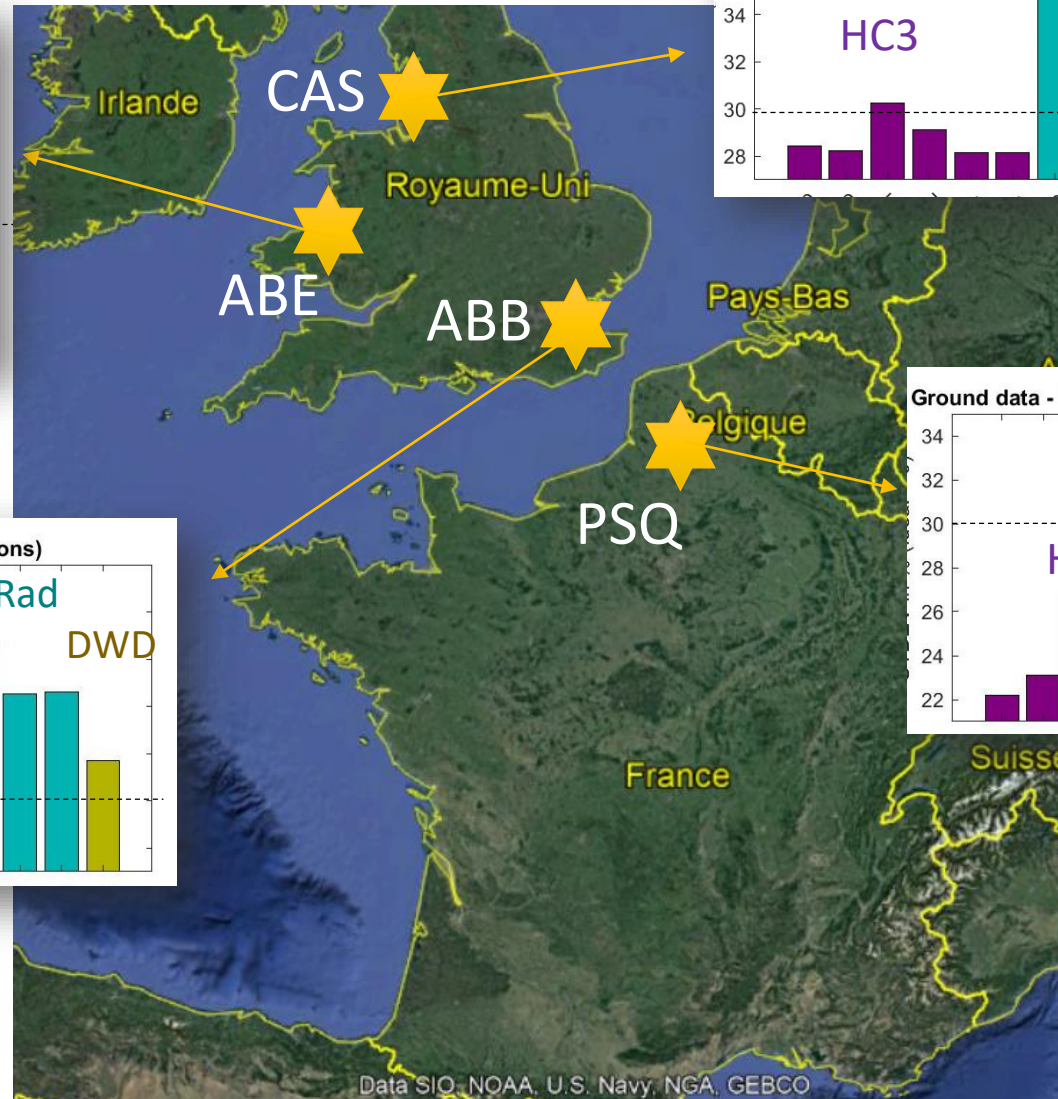 34
HC3
32
30
28
CAS
Irlande
Royaume-Uni
ABE
ABB
Pays-Bas
Ground data -
Belgique
34
32
30
28
26
24
22
H
PSQ
ons)
Rad
DWD
France
Suisse
Data SIO, NOAA, U.S. Navy, NGA, GEBCO